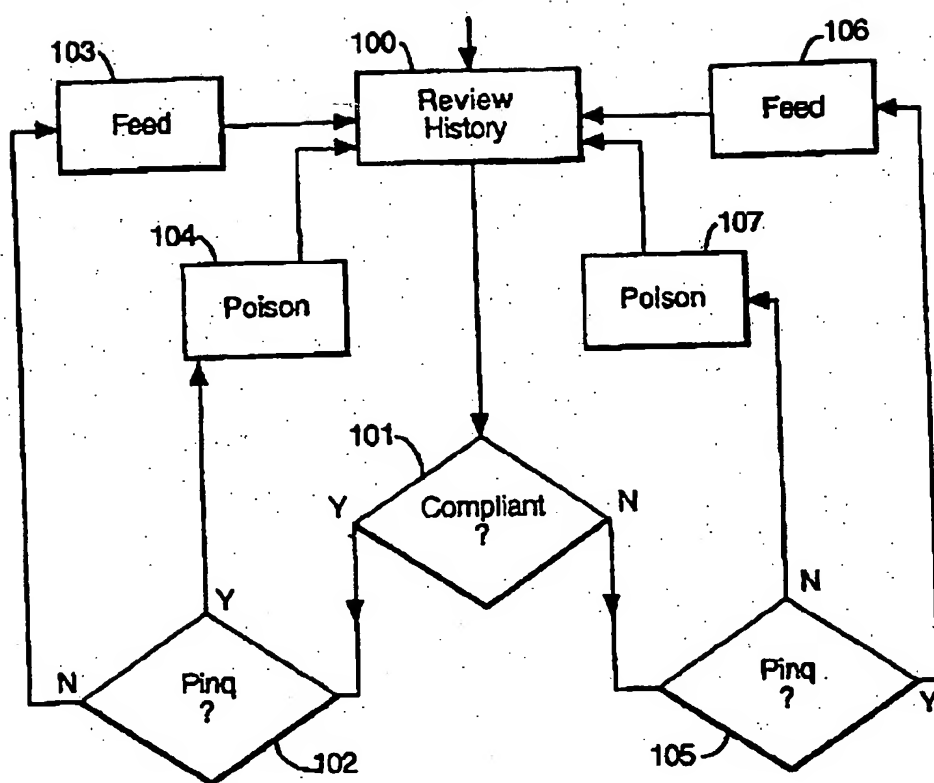 103
100
106
Feed
Review
History
Feed
104
107
Poison
Poison
101
Y
Compliant
?
N
Y
N
N
Pinq
?
Pinq
?
Y
102
105